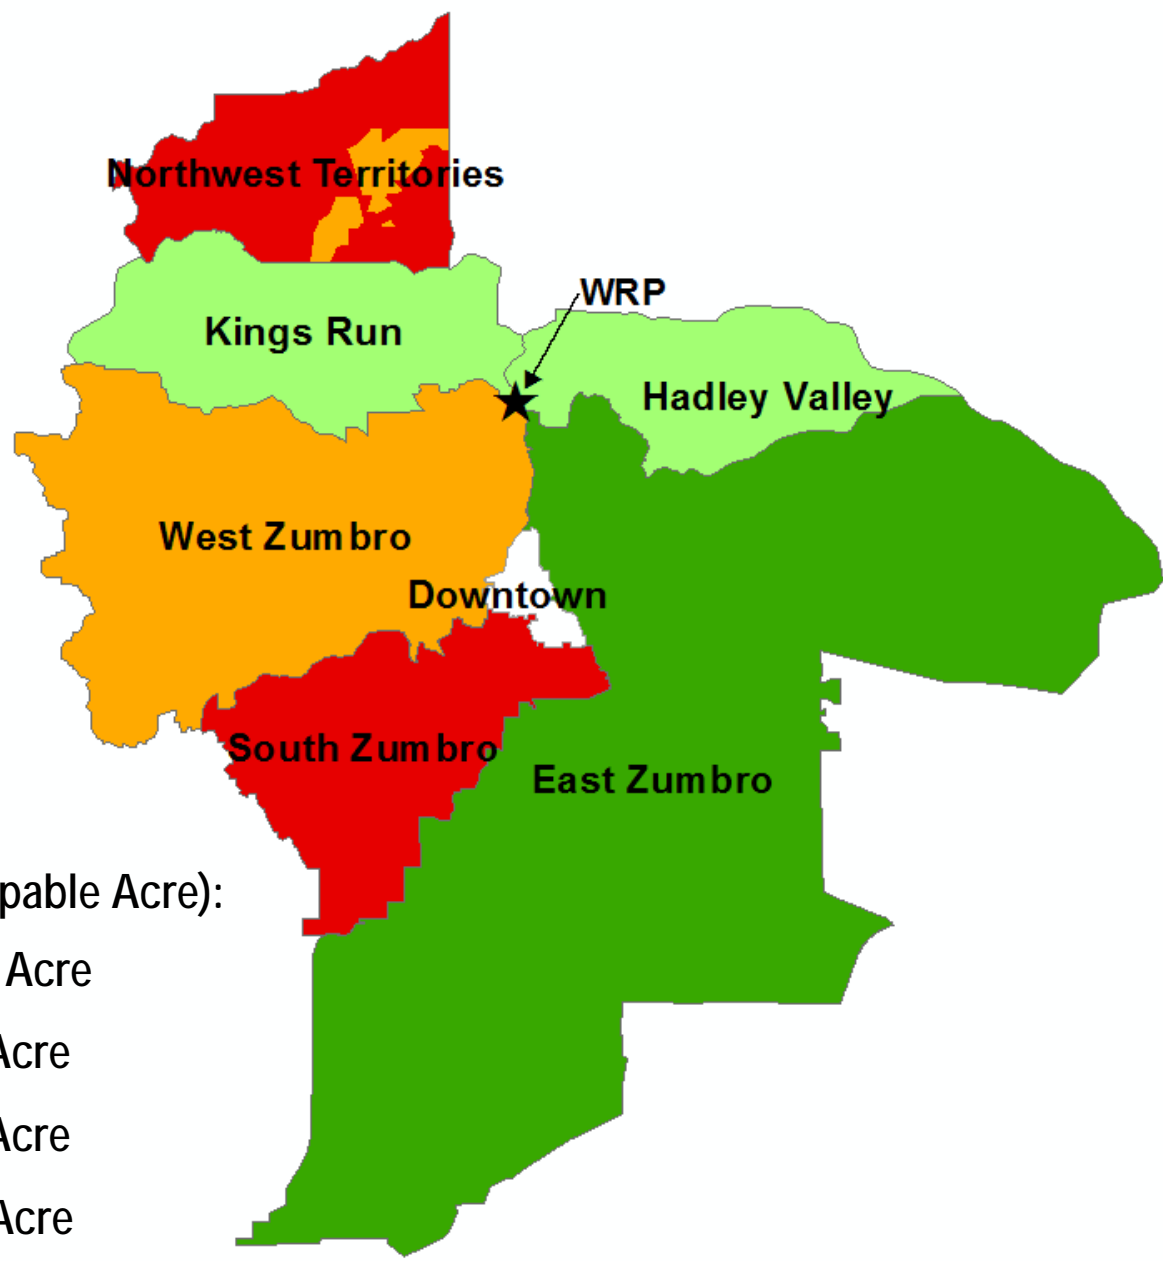 Northwest Territories
WRP
Kings Run
Hadley Valley
West Zumbro
Downtown
South Zumbro
East Zumbro
pable Acre):
Acre
Acre
Acre
Acre